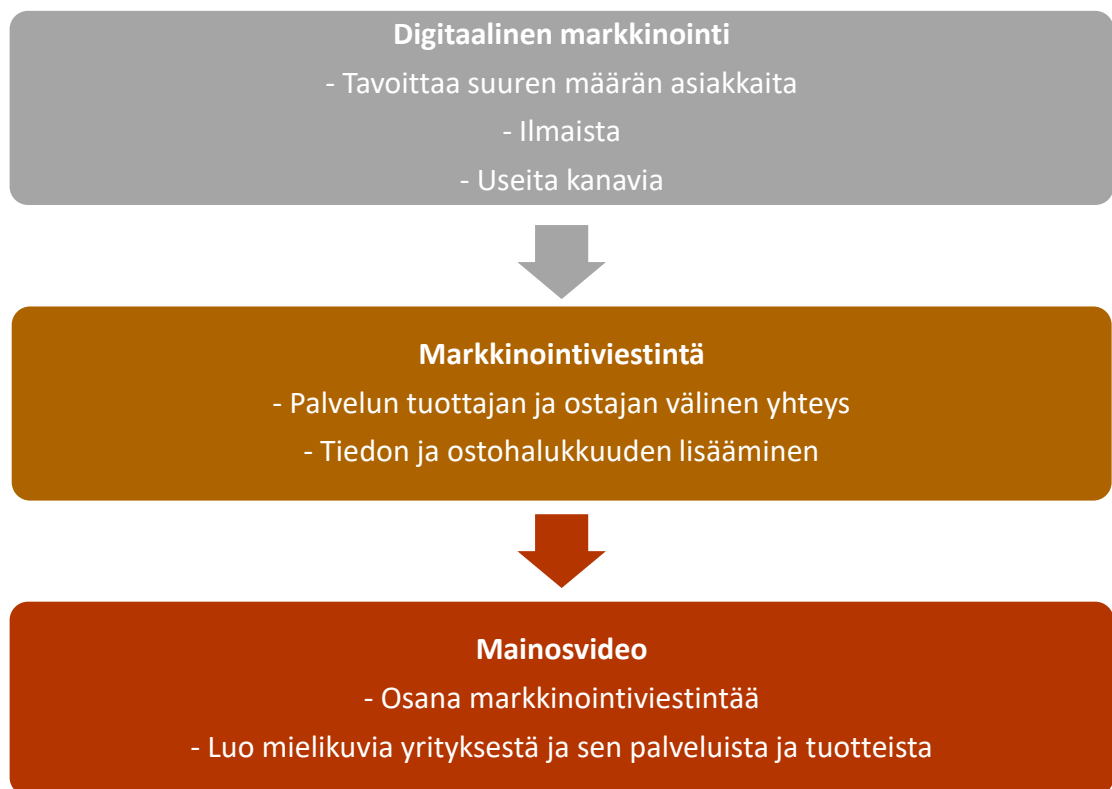 Digitaalinen markkinointi
- Tavoittaa suuren määrän asiakkaita
- Ilmaista
- Useita kanavia
Markkinointiviestintä
- Palvelun tuottajan ja ostajan välinen yhteys
- Tiedon ja ostohalukkuuden lisääminen
Mainosvideo
- Osana markkinointiviestintää
- Luo mielikuvia yrityksestä ja sen palveluista ja tuotteista